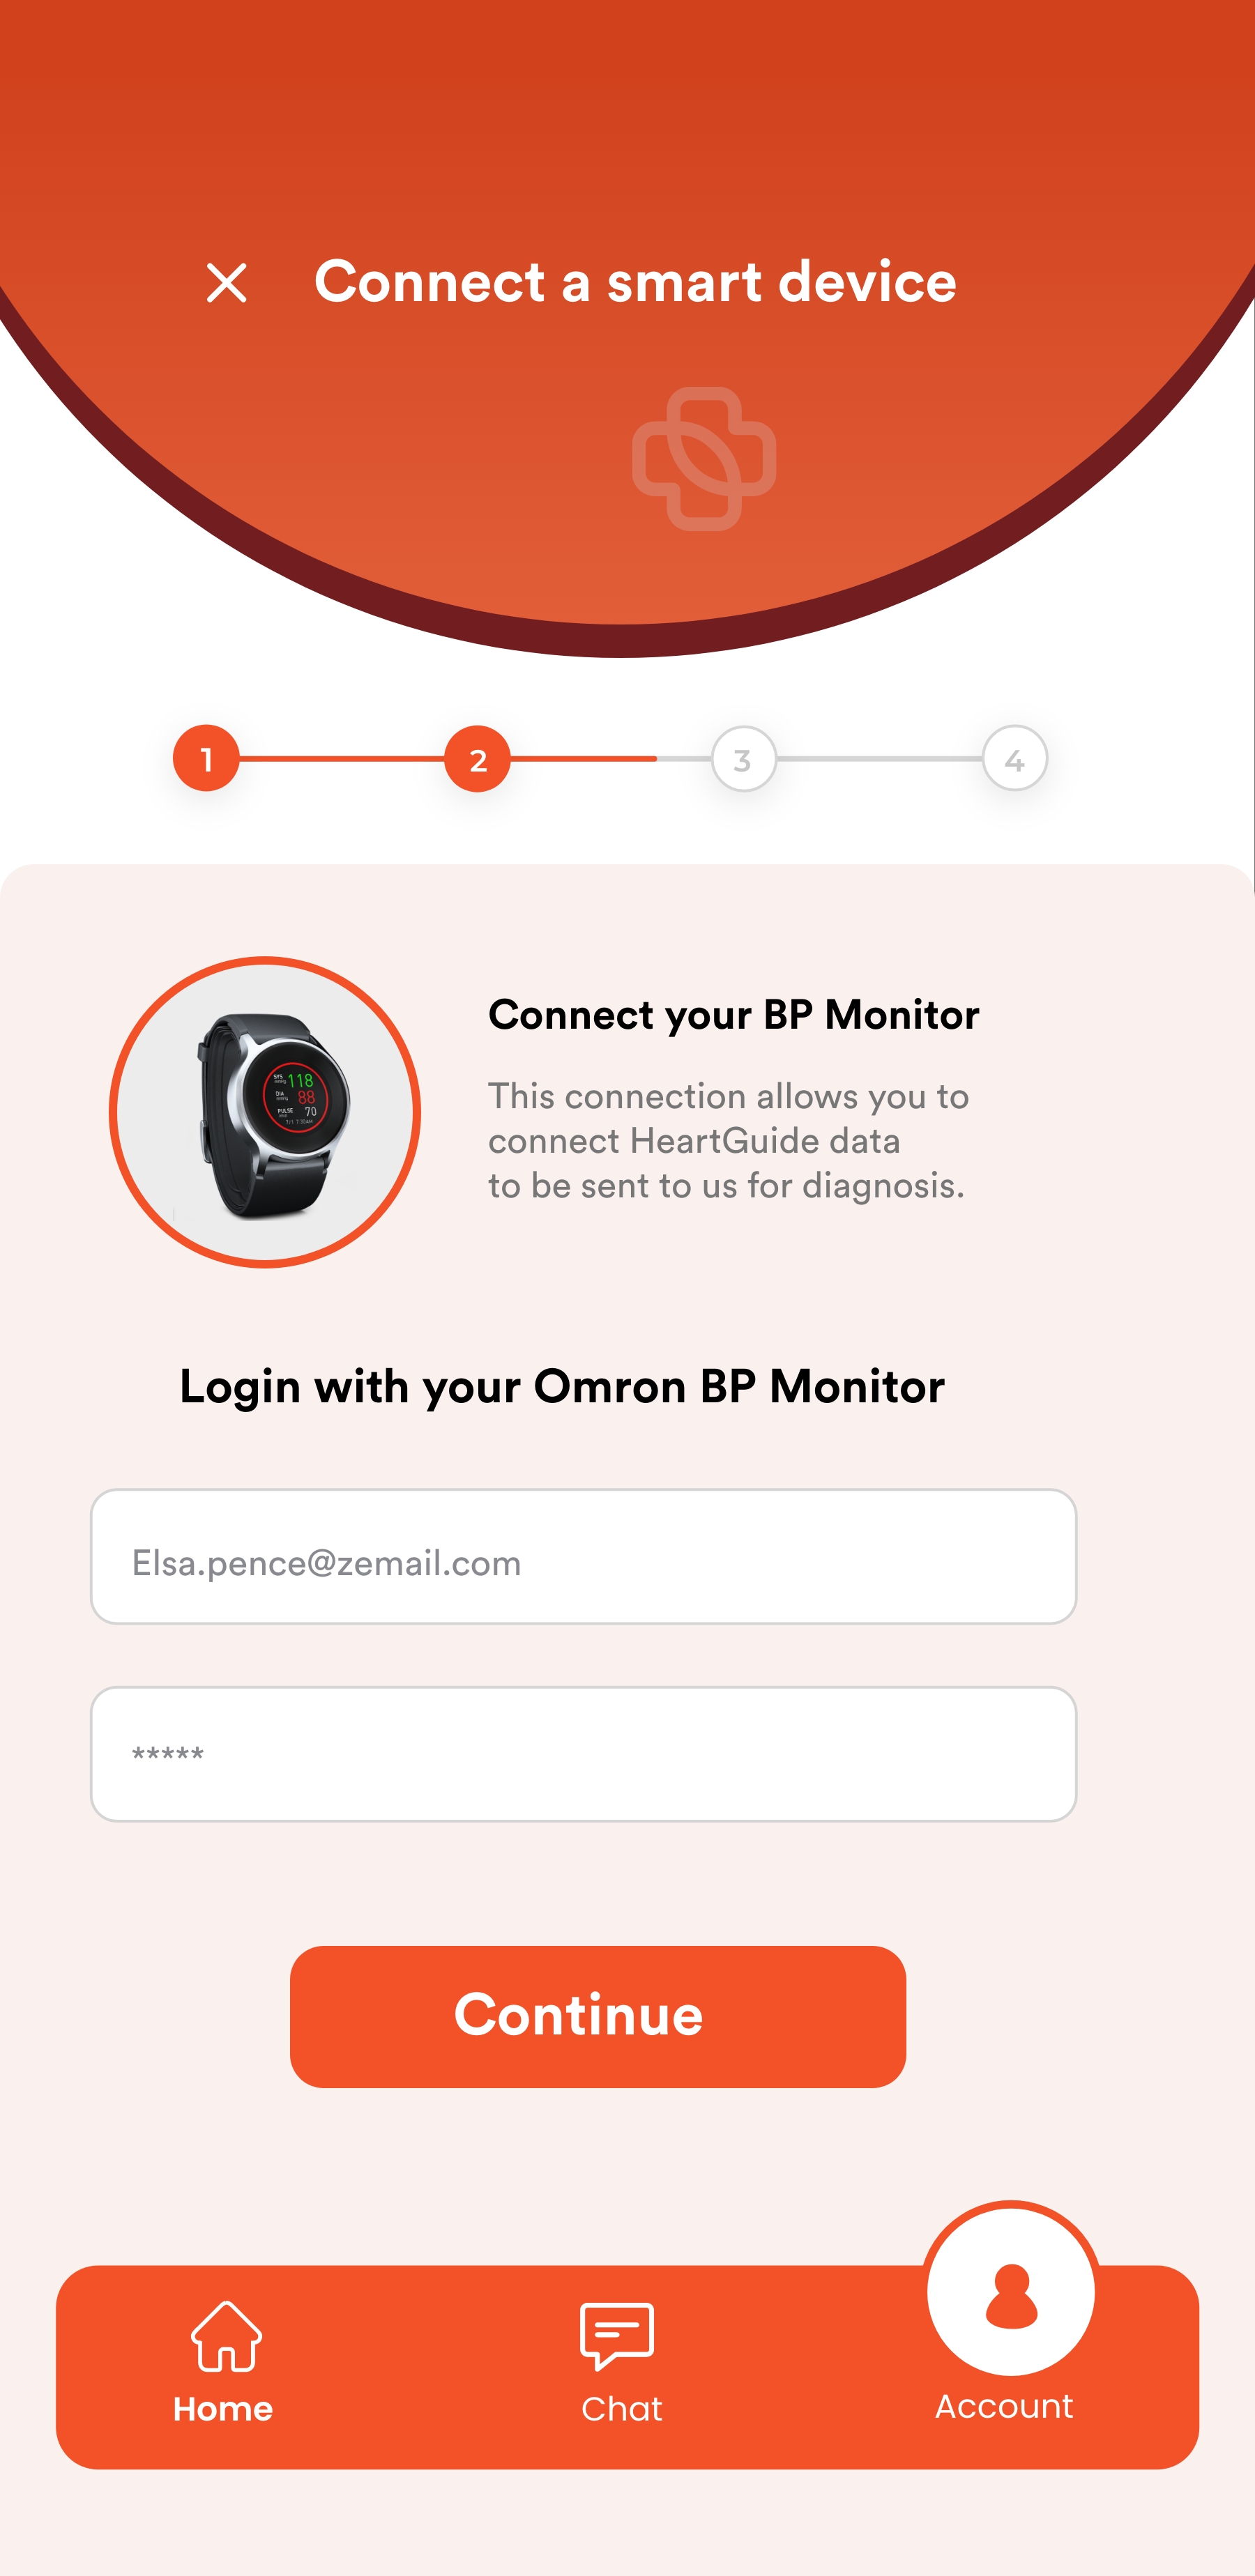 Connect a smart device
1 2 3 4
Connect your BP Monitor
This connection allows you to
connect HeartGuide data
to be sent to us for diagnosis.
SYS 118
DIA 88
PULSE 70
Login with your Omron BP Monitor
Elsa.pence@zemail.com
*****
Continue
Home Chat Account